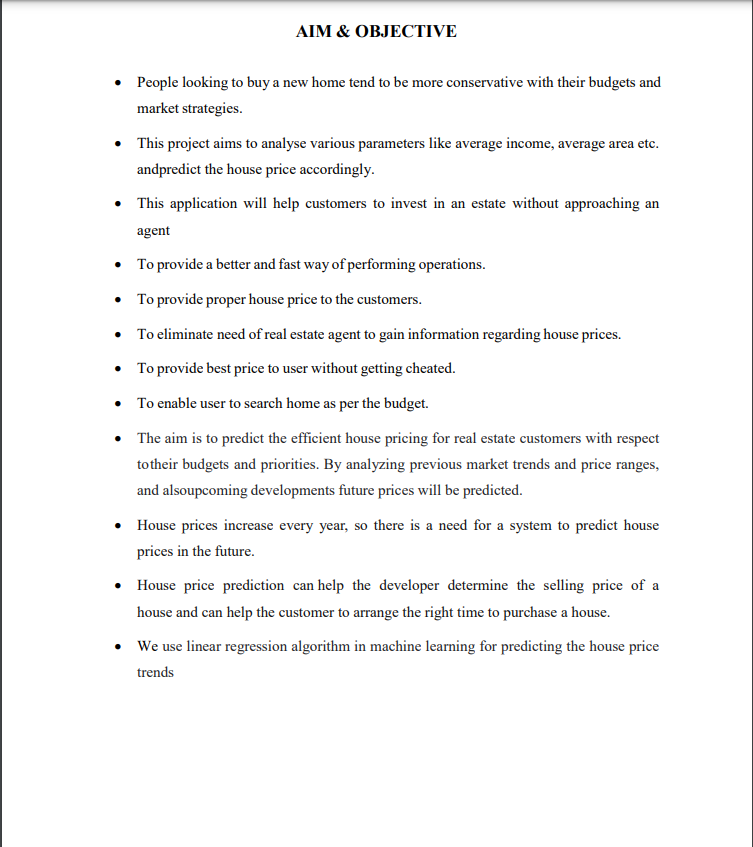 AIM & OBJECTIVE
• People looking to buy a new home tend to be more conservative with their budgets and
market strategies.
• This project aims to analyse various parameters like average income, average area etc.
andpredict the house price accordingly.
• This application will help customers to invest in an estate without approaching an
agent
• To provide a better and fast way of performing operations.
• To provide proper house price to the customers.
• To eliminate need of real estate agent to gain information regarding house prices.
• To provide best price to user without getting cheated.
• To enable user to search home as per the budget.
• The aim is to predict the efficient house pricing for real estate customers with respect
totheir budgets and priorities. By analyzing previous market trends and price ranges,
and alsoupcoming developments future prices will be predicted.
• House prices increase every year, so there is a need for a system to predict house
prices in the future.
• House price prediction can help the developer determine the selling price of a
house and can help the customer to arrange the right time to purchase a house.
• We use linear regression algorithm in machine learning for predicting the house price
trends